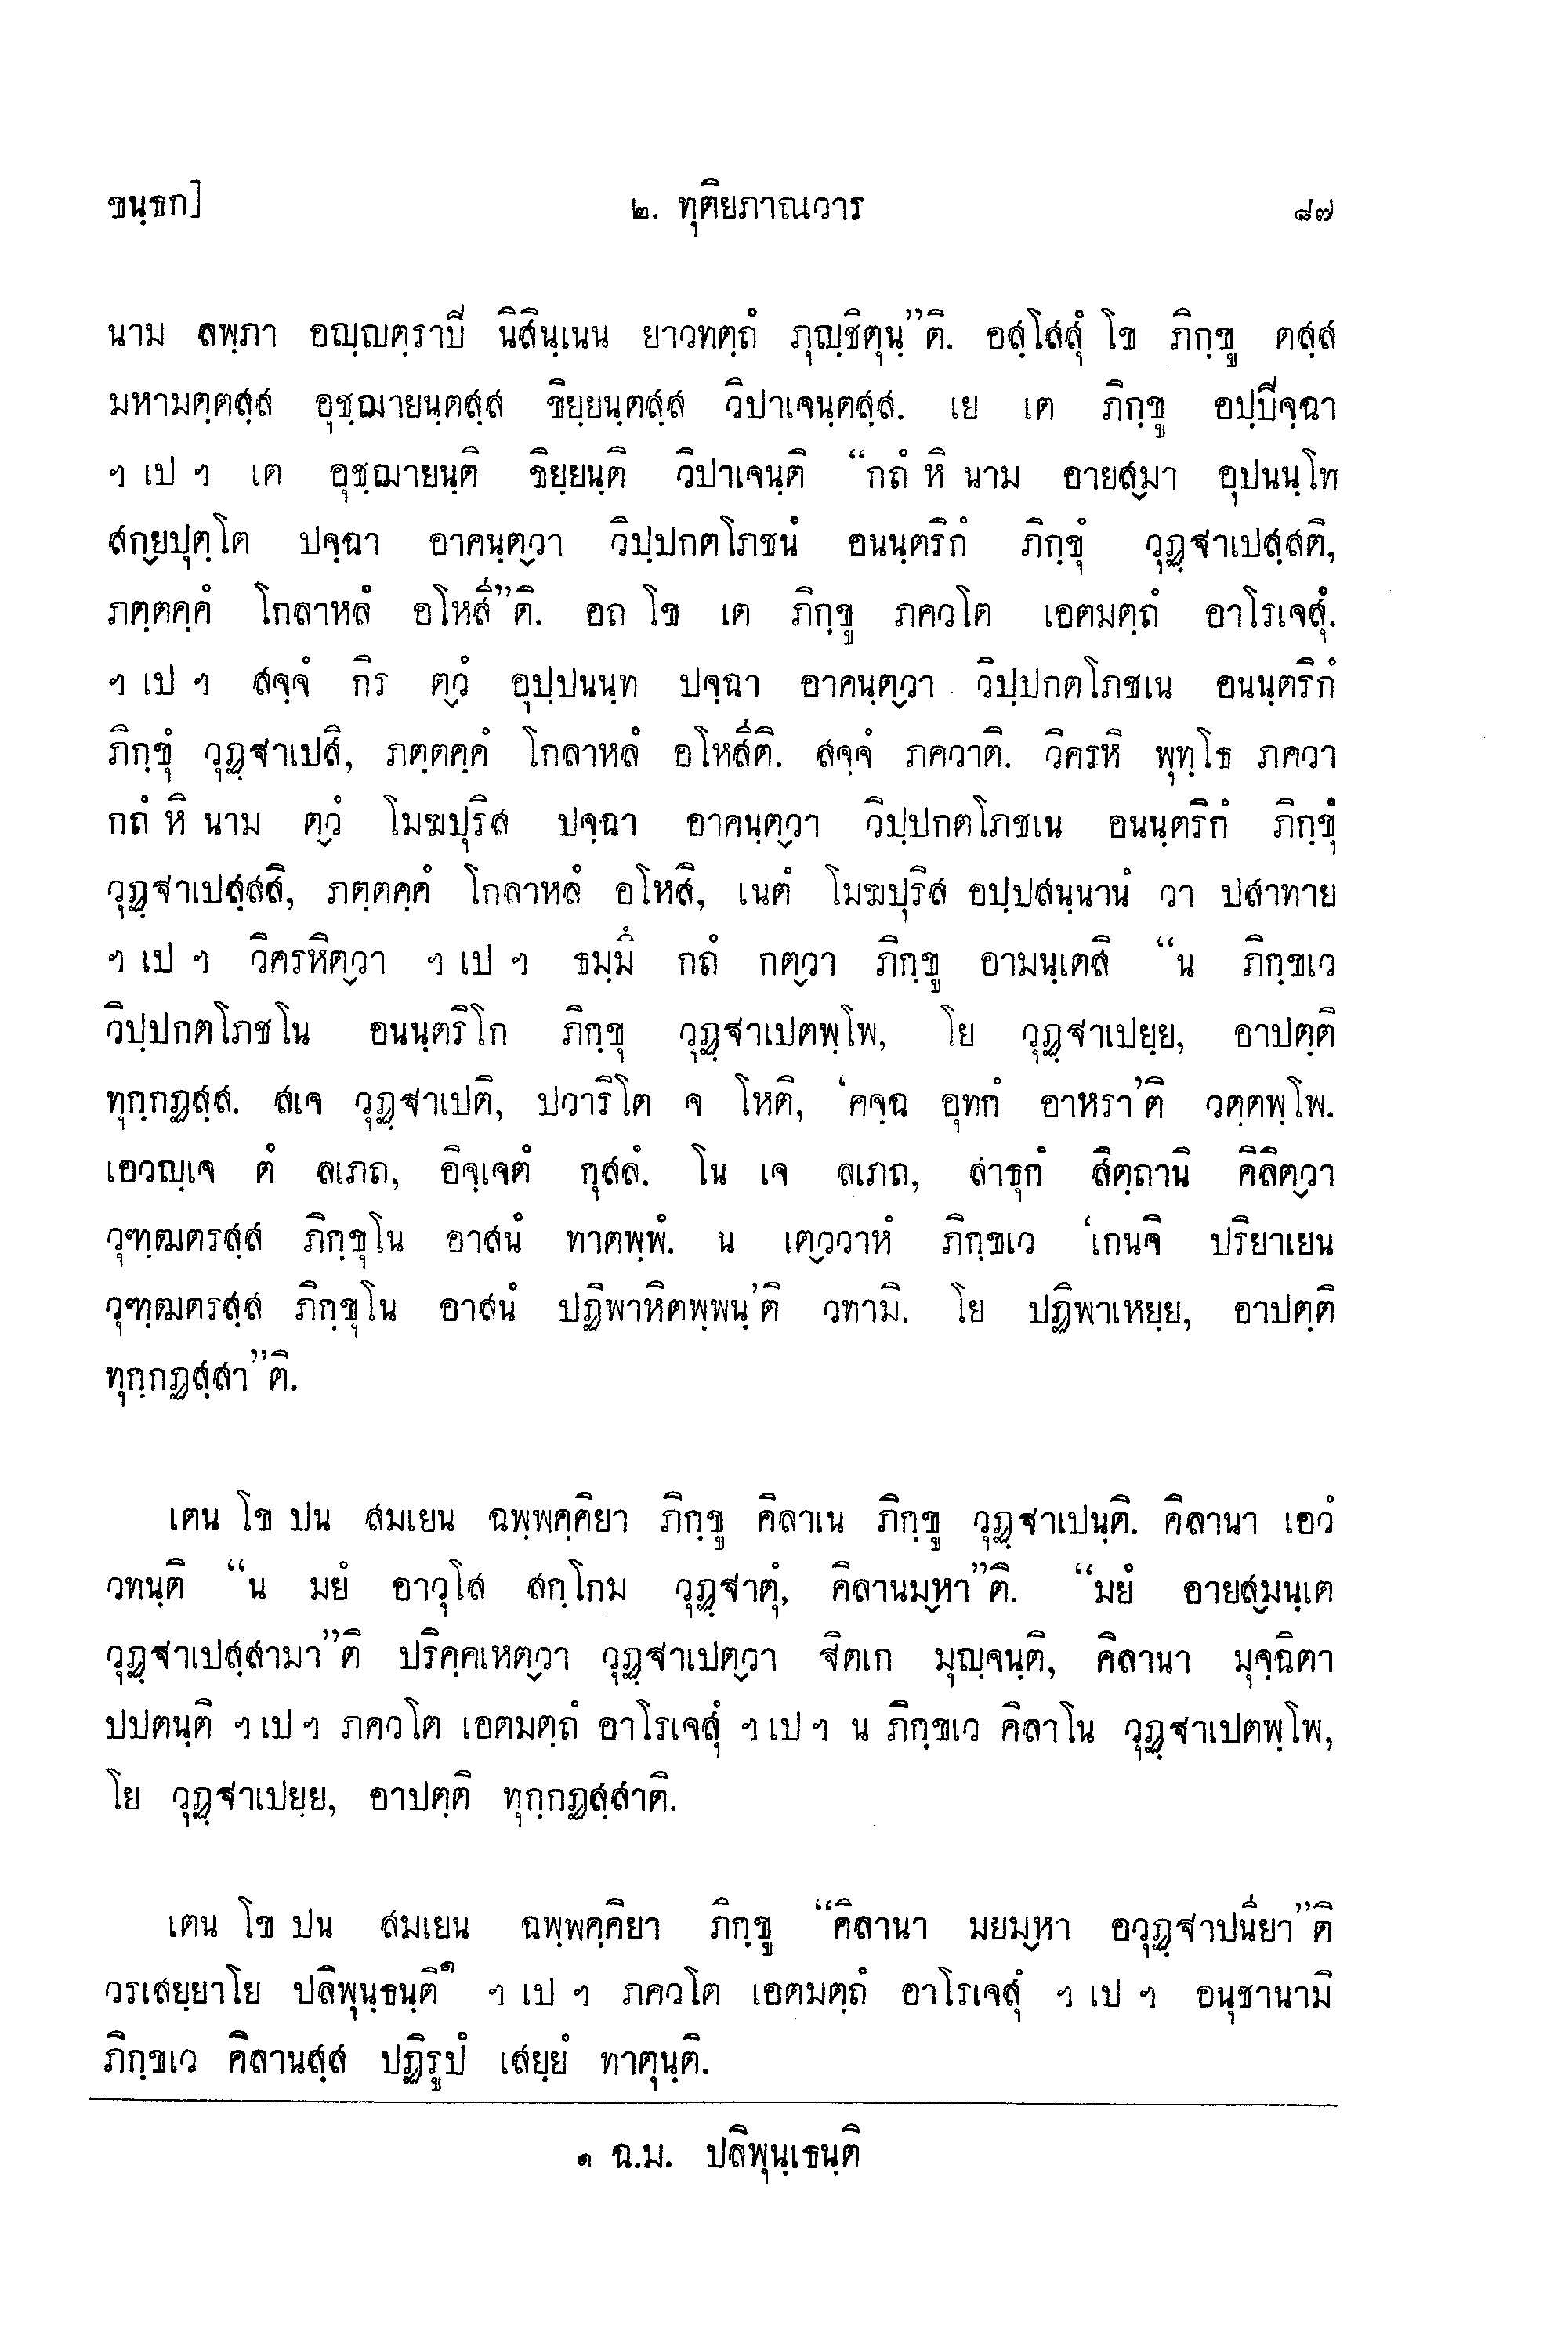 ขนฺธก]
๒. ทุติยภาณวาร
๘๗
นาม ลพฺภา อญฺญตฺราปิ นิสินฺเนน ยาวทตฺถํ ภุญฺชิตุนฺ”ติ. อสฺโสสุํ โข ภิกฺขู ตสฺส
มหามตฺตสฺส อุชฺฌายนฺตสฺส ขิยฺยนฺตสฺส วิปาเจนฺตสฺส. เย เต ภิกฺขู อปฺปิจฺฉา
ฯ เป ฯ เต อุชฺฌายนฺติ ขิยฺยนฺติ วิปาเจนฺติ “กถํ หิ นาม อายสฺมา อุปนนฺโท
สกฺยปุตฺโต ปจฺฉา อาคนฺตฺวา วิปฺปกตโภชนํ อนนฺตริกํ ภิกฺขุํ วุฏฺฐาเปสฺสติ,
ภตฺตคฺคํ โกลาหลํ อโหสี”ติ. อถ โข เต ภิกฺขู ภควโต เอตมตฺถํ อาโรเจสุํ.
ฯ เป ฯ สจฺจํ กิร ตฺวํ อุปฺปนนฺท ปจฺฉา อาคนฺตฺวา วิปฺปกตโภชเน อนนฺตริกํ
ภิกฺขุํ วุฏฺฐาเปสิ, ภตฺตคฺคํ โกลาหลํ อโหสีติ. สจฺจํ ภควาติ. วิครหิ พุทฺโธ ภควา
กถํ หิ นาม ตฺวํ โมฆปุริส ปจฺฉา อาคนฺตฺวา วิปฺปกตโภชเน อนนฺตริกํ ภิกฺขุํ
วุฏฺฐาเปสฺสสิ, ภตฺตคฺคํ โกลาหลํ อโหสิ, เนตํ โมฆปุริส อปฺปสนฺนานํ วา ปสาทาย
ฯ เป ฯ วิครหิตฺวา ฯ เป ฯ ธมฺมึ กถํ กตฺวา ภิกฺขู อามนฺเตสิ “น ภิกฺขเว
วิปฺปกตโภชโน อนนฺตริโก ภิกฺขุ วุฏฺฐาเปตพฺโพ, โย วุฏฺฐาเปยฺย, อาปตฺติ
ทุกฺกฏสฺส. สเจ วุฏฺฐาเปติ, ปวาริโต จ โหติ, ‘คจฺฉ อุทกํ อาหรา’ติ วตฺตพฺโพ.
เอวญฺเจ ตํ ลเภถ, อิจฺเจตํ กุสลํ. โน เจ ลเภถ, สาธุกํ สิตฺถานิ คิลิตฺวา
วุฑฺฒตรสฺส ภิกฺขุโน อาสนํ ทาตพฺพํ. น เตฺววาหํ ภิกฺขเว ‘เกนจิ ปริยาเยน
วุฑฺฒตรสฺส ภิกฺขุโน อาสนํ ปฏิพาหิตพฺพนฺ’ติ วทามิ. โย ปฏิพาเหยฺย, อาปตฺติ
ทุกฺกฏสฺสา”ติ.
เตน โข ปน สมเยน ฉพฺพคฺคิยา ภิกฺขู คิลาเน ภิกฺขู วุฏฺฐาเปนฺติ. คิลานา เอวํ
วทนฺติ “น มยํ อาวุโส สกฺโกม วุฏฺฐาตุํ, คิลานมฺหา”ติ. “มยํ อายสฺมนฺเต
วุฏฺฐาเปสฺสามา”ติ ปริคฺคเหตฺวา วุฏฺฐาเปตฺวา ฐิตเก มุญฺจนฺติ, คิลานา มุจฺฉิตา
ปปตนฺติ ฯ เป ฯ ภควโต เอตมตฺถํ อาโรเจสุํ ฯ เป ฯ น ภิกฺขเว คิลาโน วุฏฺฐาเปตพฺโพ,
โย วุฏฺฐาเปยฺย, อาปตฺติ ทุกฺกฏสฺสาติ.
เตน โข ปน สมเยน ฉพฺพคฺคิยา ภิกฺขู “คิลานา มยมฺหา อวุฏฺฐาปนียา”ติ
วรเสยฺยาโย ปลิพุนฺธนฺติ๑ ฯ เป ฯ ภควโต เอตมตฺถํ อาโรเจสุํ ฯ เป ฯ อนุชานามิ
ภิกฺขเว คิลานสฺส ปฏิรูปํ เสยฺยํ ทาตุนฺติ.
๑ ฉ.ม. ปลิพุนฺเธนฺติ